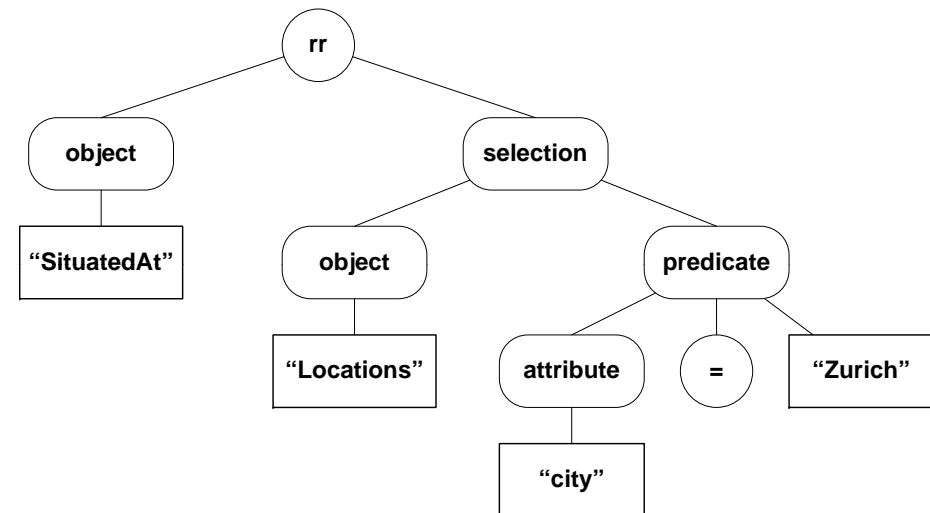 rr
object
selection
“SituatedAt”
object
predicate
“Locations”
attribute
=
“Zurich”
“city”